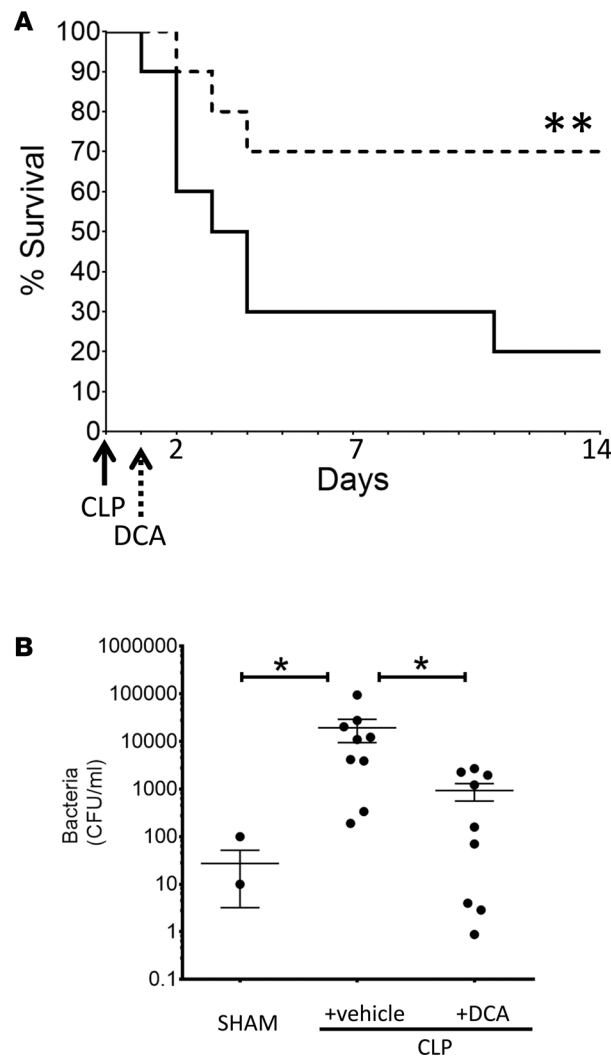 A
100
90
80
70
60
50
40
30
20
10
0
% Survival
**
2 7 14
Days
CLP
DCA
B
1000000
100000
10000
1000
100
10
1
0.1
Bacteria
(CFU/ml)
* *
SHAM +vehicle +DCA
CLP